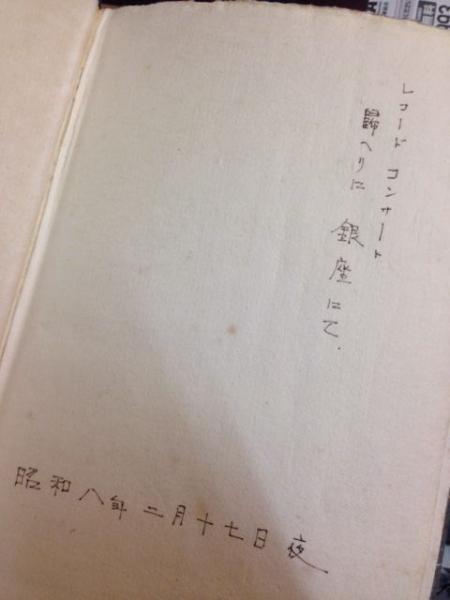 レコード コンサート
歸へりに 銀座にて.
昭和八年二月十七日夜